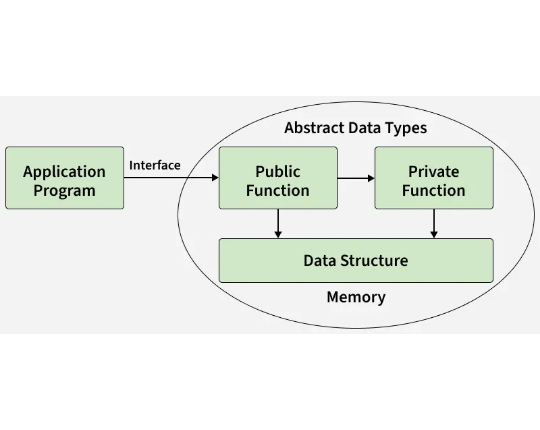 Abstract Data Types
Application
Program
Interface
Public
Function
Private
Function
Data Structure
Memory